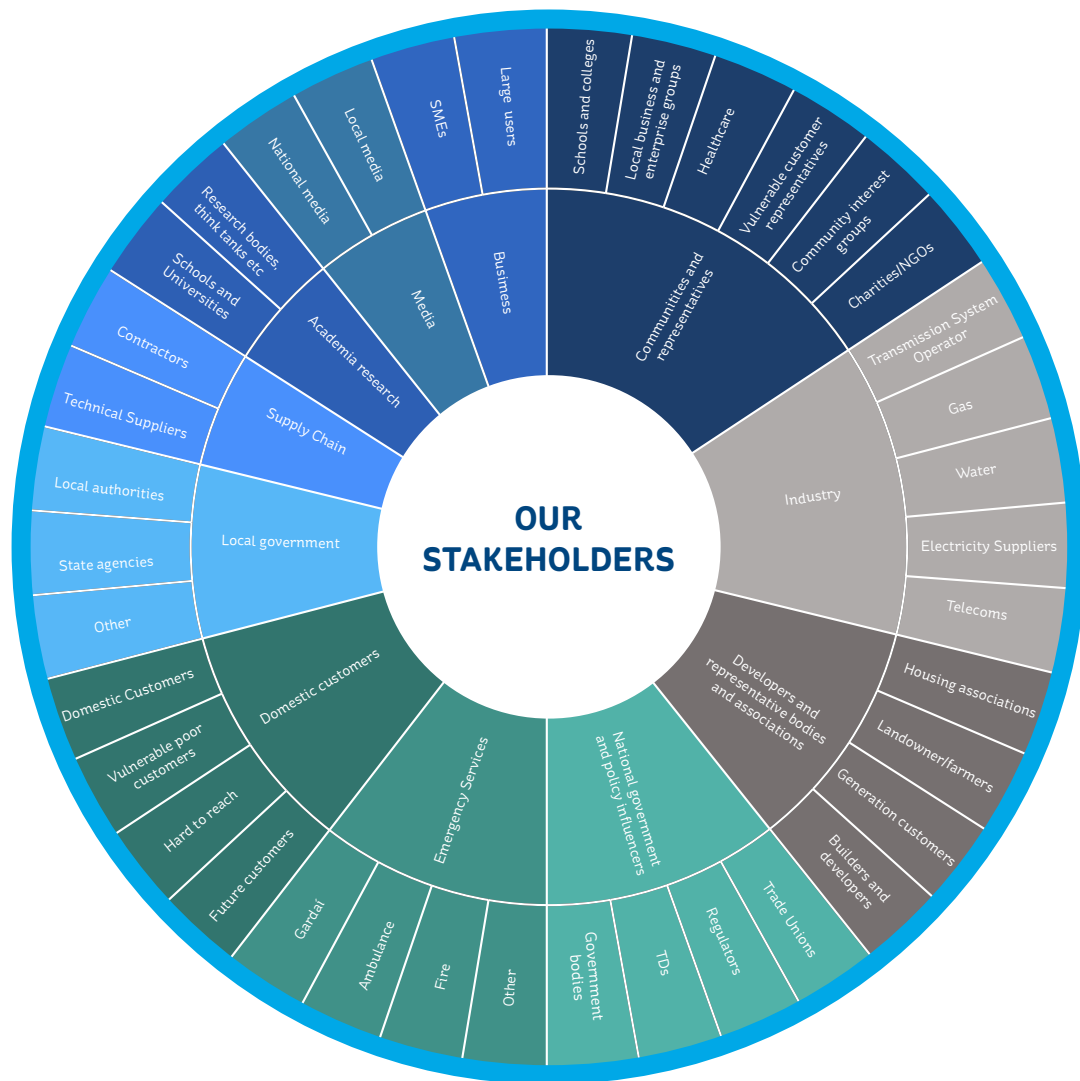 OUR
STAKEHOLDERS
Communitites and
representatives
Schools and colleges
Local business and
enterprise groups
Healthcare
Vulnerable customer
representatives
Community interest
groups
Charities/NGOs
Industry
Transmission System
Operator
Gas
Water
Electricity Suppliers
Telecoms
Developers and
representative bodies
and associations
Housing associations
Landowner/farmers
Generation customers
Builders and
developers
National government
and policy influencers
Trade Unions
Regulators
TDs
Government
bodies
Emergency Services
Other
Fire
Ambulance
Gardaí
Domestic customers
Future customers
Hard to reach
Vulnerable poor
customers
Domestic Customers
Local government
Other
State agencies
Local authorities
Supply Chain
Technical Suppliers
Contractors
Academia research
Schools and
Universities
Research bodies,
think tanks etc
Media
National media
Local media
Busimess
SMEs
Large users